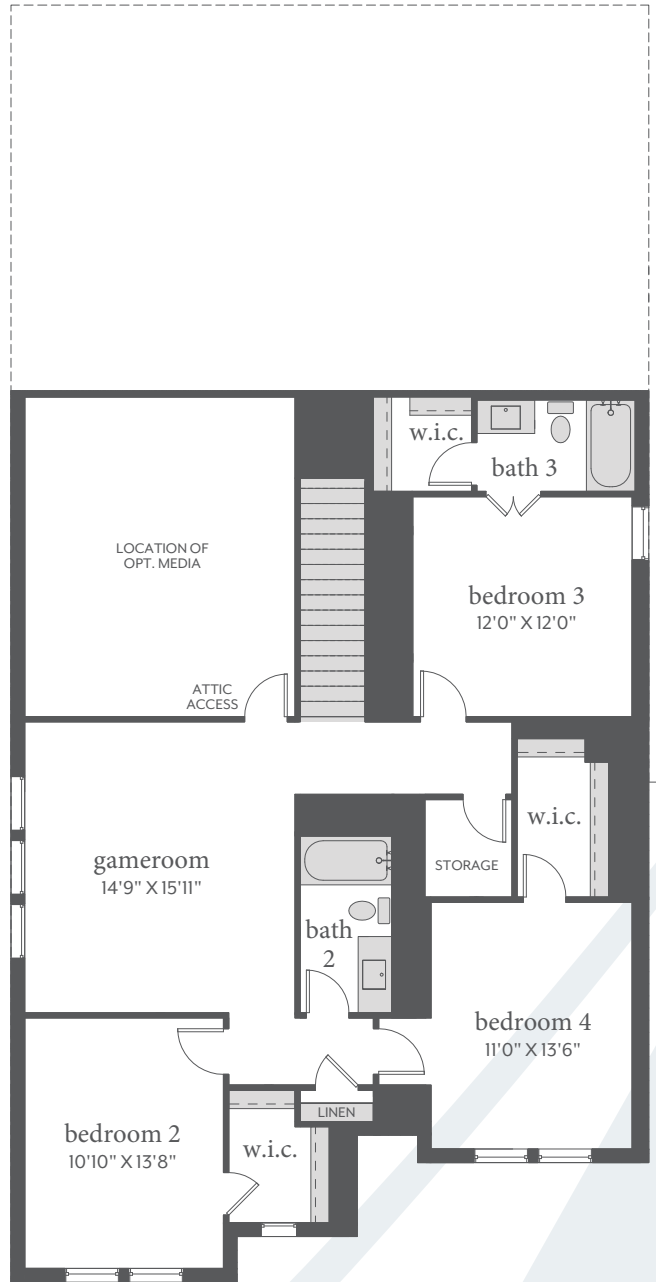 w.i.c.
bath 3
LOCATION OF
OPT. MEDIA
bedroom 3
12'0" X 12'0"
ATTIC
ACCESS
w.i.c.
gameroom
14'9" X 15'11"
STORAGE
bath
2
bedroom 4
11'0" X 13'6"
LINEN
bedroom 2
10'10" X 13'8"
w.i.c.